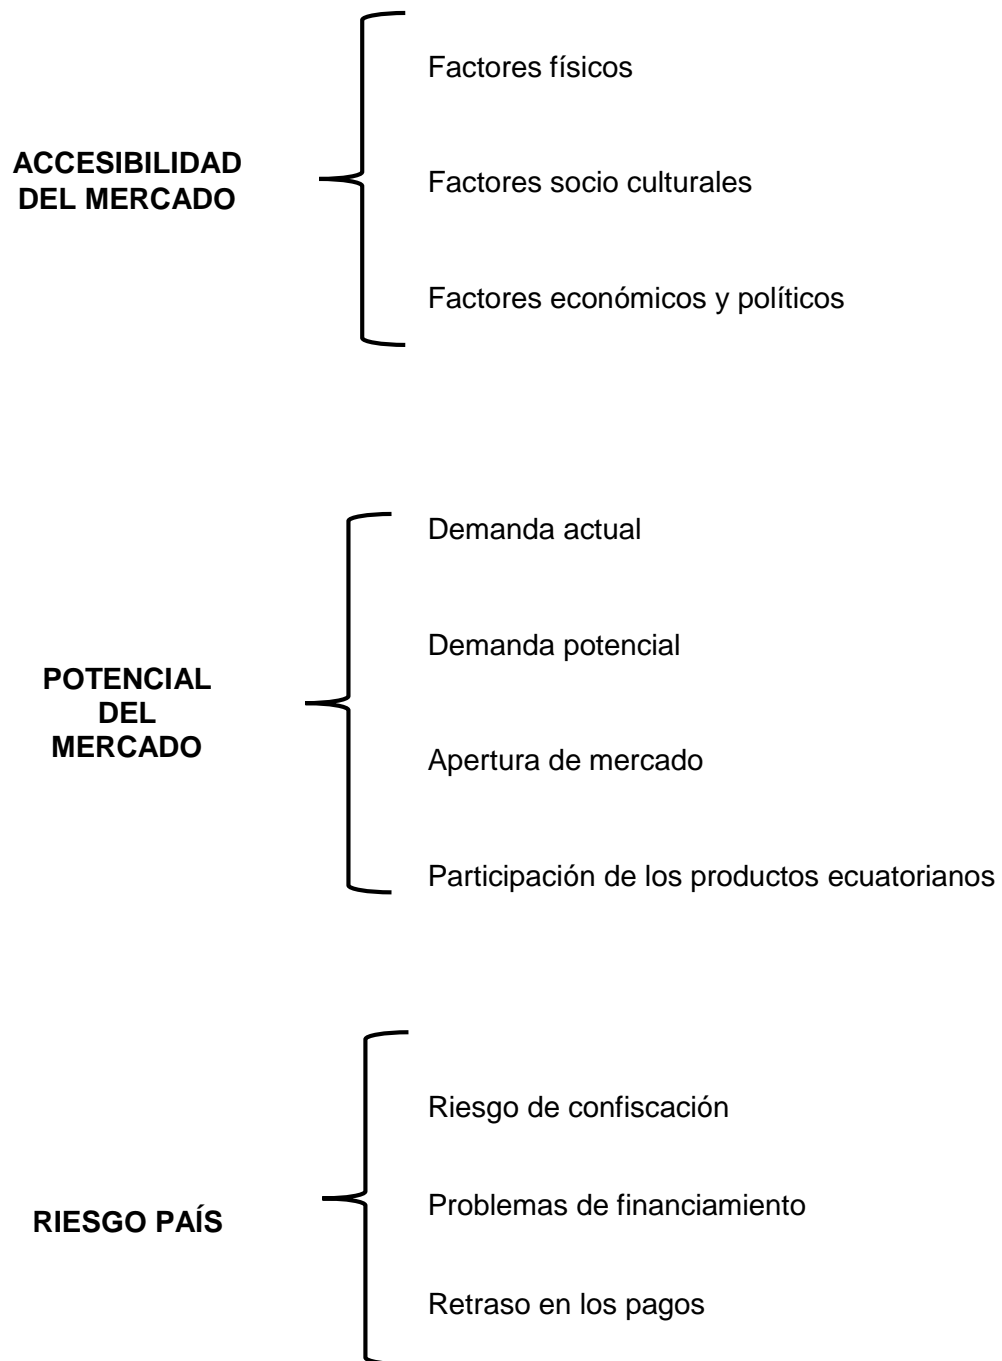 ACCESIBILIDAD
DEL MERCADO
Factores físicos
Factores socio culturales
Factores económicos y políticos
POTENCIAL
DEL
MERCADO
Demanda actual
Demanda potencial
Apertura de mercado
Participación de los productos ecuatorianos
RIESGO PAÍS
Riesgo de confiscación
Problemas de financiamiento
Retraso en los pagos